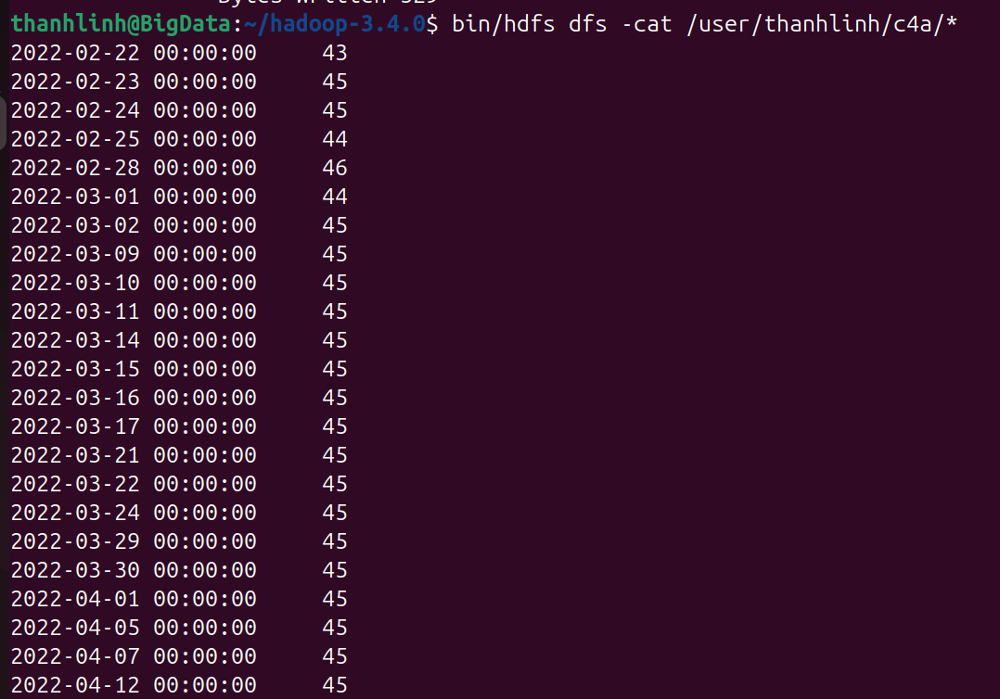 Bytes Written 529
thanhlinh@BigData:~/hadoop-3.4.0$ bin/hdfs dfs -cat /user/thanhlinh/c4a/*
2022-02-22 00:00:00 43
2022-02-23 00:00:00 45
2022-02-24 00:00:00 45
2022-02-25 00:00:00 44
2022-02-28 00:00:00 46
2022-03-01 00:00:00 44
2022-03-02 00:00:00 45
2022-03-09 00:00:00 45
2022-03-10 00:00:00 45
2022-03-11 00:00:00 45
2022-03-14 00:00:00 45
2022-03-15 00:00:00 45
2022-03-16 00:00:00 45
2022-03-17 00:00:00 45
2022-03-21 00:00:00 45
2022-03-22 00:00:00 45
2022-03-24 00:00:00 45
2022-03-29 00:00:00 45
2022-03-30 00:00:00 45
2022-04-01 00:00:00 45
2022-04-05 00:00:00 45
2022-04-07 00:00:00 45
2022-04-12 00:00:00 45